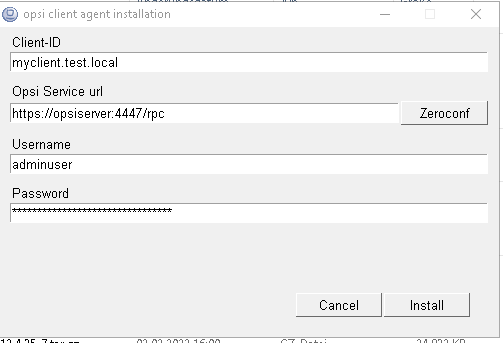 opsi client agent installation
Client-ID
myclient.test.local
Opsi Service url
https://opsiserver:4447/rpc
Zeroconf
Username
adminuser
Password
********************************
Cancel
Install